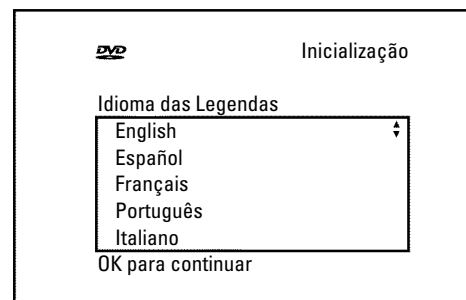 DVD
Inicialização
Idioma das Legendas
English
Español
Français
Português
Italiano
OK para continuar